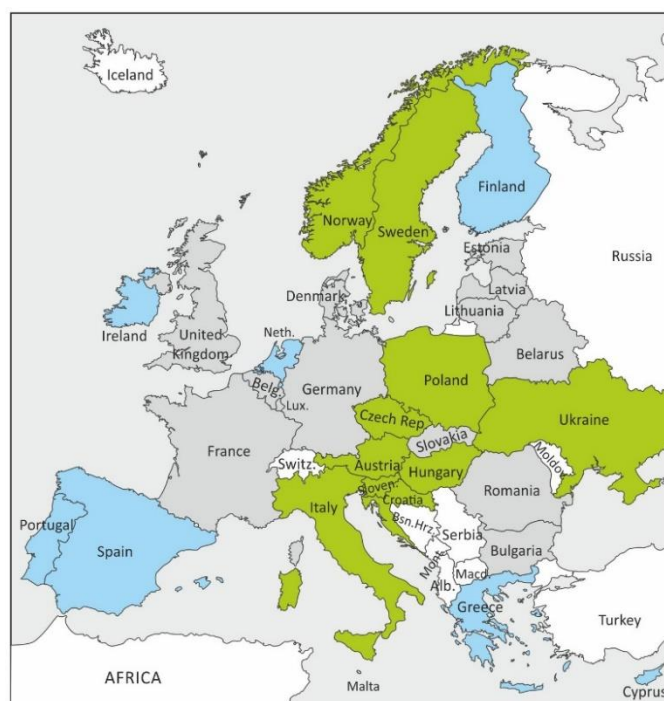 Iceland
Norway
Sweden
Finland
Russia
Estonia
Latvia
Lithuania
Denmark
Belarus
Ireland
United
Kingdom
Neth.
Belg.
Lux.
Germany
Poland
Ukraine
Czech Rep
Slovakia
France
Switz.
Austria
Hungary
Moldov.
Sloven.
Croatia
Romania
Italy
Bsn.Hrz.
Serbia
Bulgaria
Mont.
Macd.
Alb.
Portugal
Spain
Greece
Turkey
AFRICA
Malta
Cyprus